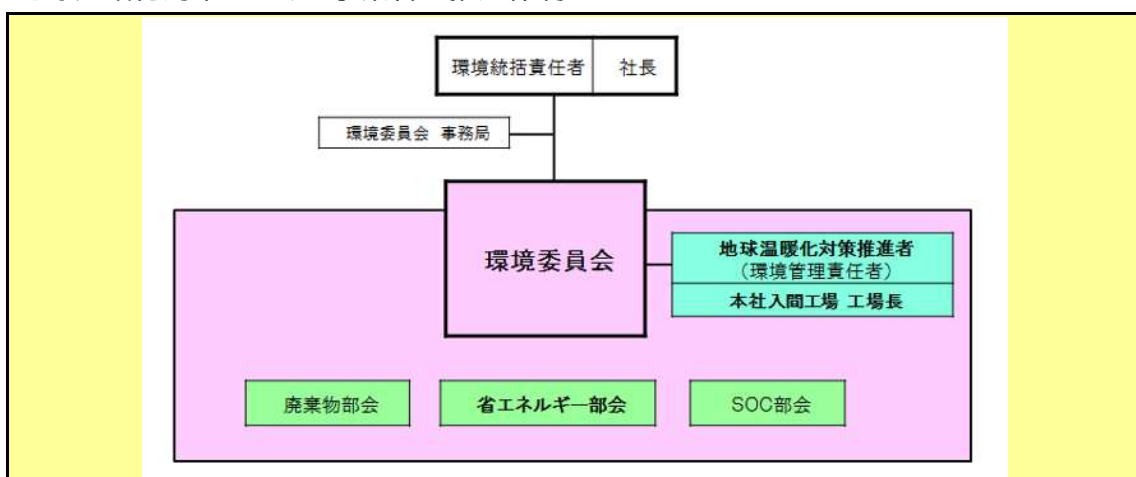 環境統括責任者 社長
環境委員会 事務局
環境委員会
地球温暖化対策推進者
（環境管理責任者）
本社入間工場 工場長
廃棄物部会 省エネルギー部会 SOC部会